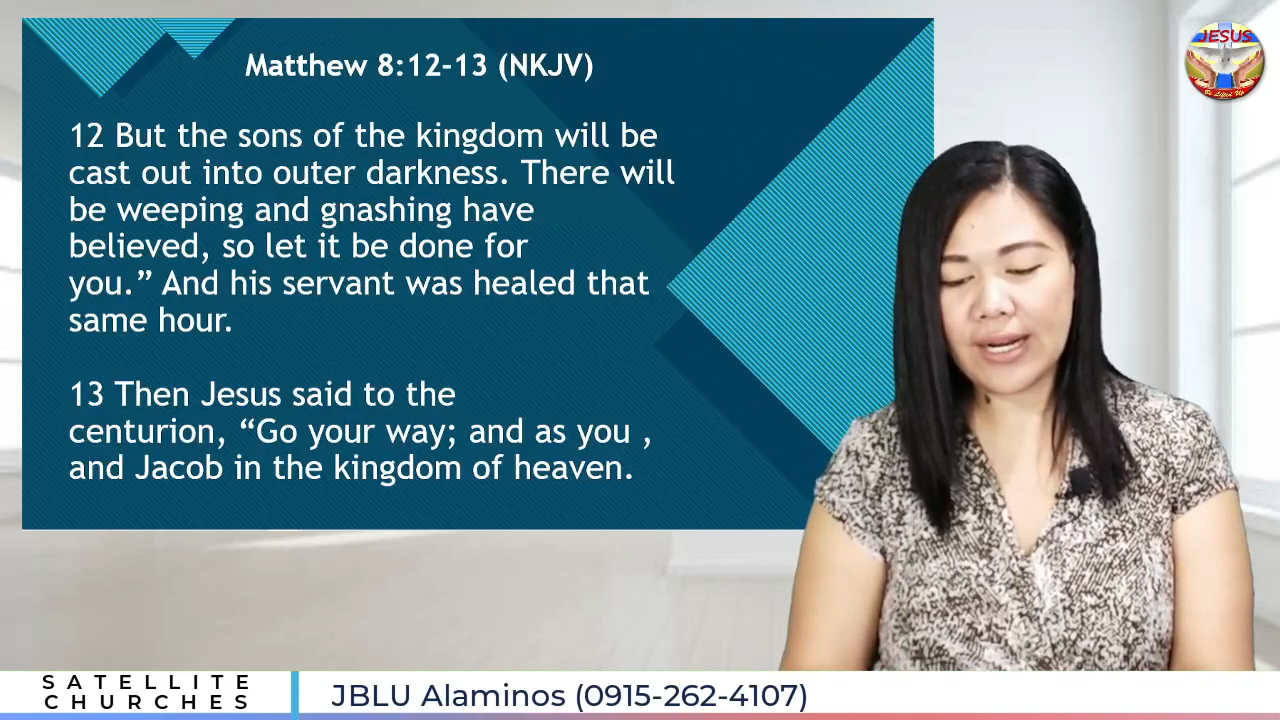 Matthew 8:12-13 (NKJV)
12 But the sons of the kingdom will be
cast out into outer darkness. There will
be weeping and gnashing have
believed, so let it be done for
you.” And his servant was healed that
same hour.
13 Then Jesus said to the
centurion, “Go your way; and as you ,
and Jacob in the kingdom of heaven.
JESUS
Be Lifted Up
SATELLITE
CHURCHES
JBLU Alaminos (0915-262-4107)